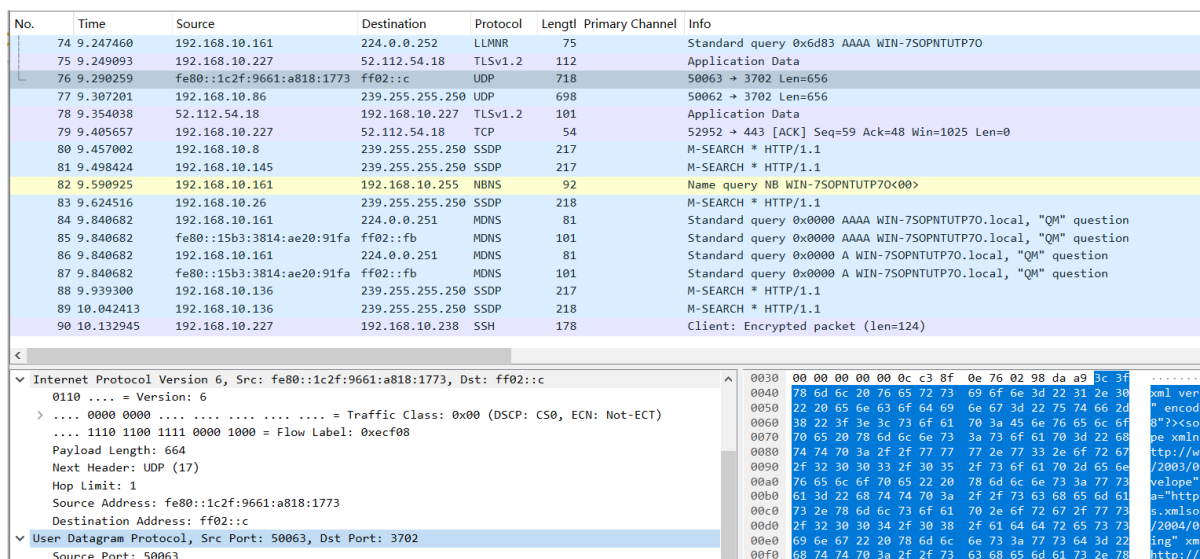 No. Time Source Destination Protocol Lengtl Primary Channel Info
74 9.247460 192.168.10.161 224.0.0.252 LLMNR 75 Standard query 0x6d83 AAAA WIN-7SOPNTUTP7O
75 9.249093 192.168.10.227 52.112.54.18 TLSv1.2 112 Application Data
76 9.290259 fe80::1c2f:9661:a818:1773 ff02::c UDP 718 50063 → 3702 Len=656
77 9.307201 192.168.10.86 239.255.255.250 UDP 698 50062 → 3702 Len=656
78 9.354038 52.112.54.18 192.168.10.227 TLSv1.2 101 Application Data
79 9.405657 192.168.10.227 52.112.54.18 TCP 54 52952 → 443 [ACK] Seq=59 Ack=48 Win=1025 Len=0
80 9.457002 192.168.10.8 239.255.255.250 SSDP 217 M-SEARCH * HTTP/1.1
81 9.498424 192.168.10.145 239.255.255.250 SSDP 217 M-SEARCH * HTTP/1.1
82 9.590925 192.168.10.161 192.168.10.255 NBNS 92 Name query NB WIN-7SOPNTUTP7O<00>
83 9.624516 192.168.10.26 239.255.255.250 SSDP 218 M-SEARCH * HTTP/1.1
84 9.840682 192.168.10.161 224.0.0.251 MDNS 81 Standard query 0x0000 AAAA WIN-7SOPNTUTP7O.local, "QM" question
85 9.840682 fe80::15b3:3814:ae20:91fa ff02::fb MDNS 101 Standard query 0x0000 AAAA WIN-7SOPNTUTP7O.local, "QM" question
86 9.840682 192.168.10.161 224.0.0.251 MDNS 81 Standard query 0x0000 A WIN-7SOPNTUTP7O.local, "QM" question
87 9.840682 fe80::15b3:3814:ae20:91fa ff02::fb MDNS 101 Standard query 0x0000 A WIN-7SOPNTUTP7O.local, "QM" question
88 9.939300 192.168.10.136 239.255.255.250 SSDP 217 M-SEARCH * HTTP/1.1
89 10.042413 192.168.10.136 239.255.255.250 SSDP 218 M-SEARCH * HTTP/1.1
90 10.132945 192.168.10.227 192.168.10.238 SSH 178 Client: Encrypted packet (len=124)
Internet Protocol Version 6, Src: fe80::1c2f:9661:a818:1773, Dst: ff02::c
0110 .... = Version: 6
.... 0000 0000 .... .... .... .... .... = Traffic Class: 0x00 (DSCP: CS0, ECN: Not-ECT)
.... 1110 1100 1111 0000 1000 = Flow Label: 0xecf08
Payload Length: 664
Next Header: UDP (17)
Hop Limit: 1
Source Address: fe80::1c2f:9661:a818:1773
Destination Address: ff02::c
User Datagram Protocol, Src Port: 50063, Dst Port: 3702
Source Port: 50063
0030 00 00 00 00 00 0c c3 8f 0e 76 02 98 da a9 3c 3f ·······
0040 78 6d 6c 20 76 65 72 73 69 6f 6e 3d 22 31 2e 30 xml ver
0050 22 20 65 6e 63 6f 64 69 6e 67 3d 22 75 74 66 2d " encod
0060 38 22 3f 3e 3c 73 6f 61 70 3a 45 6e 76 65 6c 6f 8"?><so
0070 70 65 20 78 6d 6c 6e 73 3a 73 6f 61 70 3d 22 68 pe xmln
0080 74 74 70 3a 2f 2f 77 77 77 2e 77 33 2e 6f 72 67 ttp://w
0090 2f 32 30 30 33 2f 30 35 2f 73 6f 61 70 2d 65 6e /2003/0
00a0 76 65 6c 6f 70 65 22 20 78 6d 6c 6e 73 3a 77 73 velope"
00b0 61 3d 22 68 74 74 70 3a 2f 2f 73 63 68 65 6d 61 a="http
00c0 73 2e 78 6d 6c 73 6f 61 70 2e 6f 72 67 2f 77 73 s.xmlso
00d0 2f 32 30 30 34 2f 30 38 2f 61 64 64 72 65 73 73 /2004/0
00e0 69 6e 67 22 20 78 6d 6c 6e 73 3a 77 73 64 3d 22 ing" xm
00f0 68 74 74 70 3a 2f 2f 73 63 68 65 6d 61 73 2e 78 http://